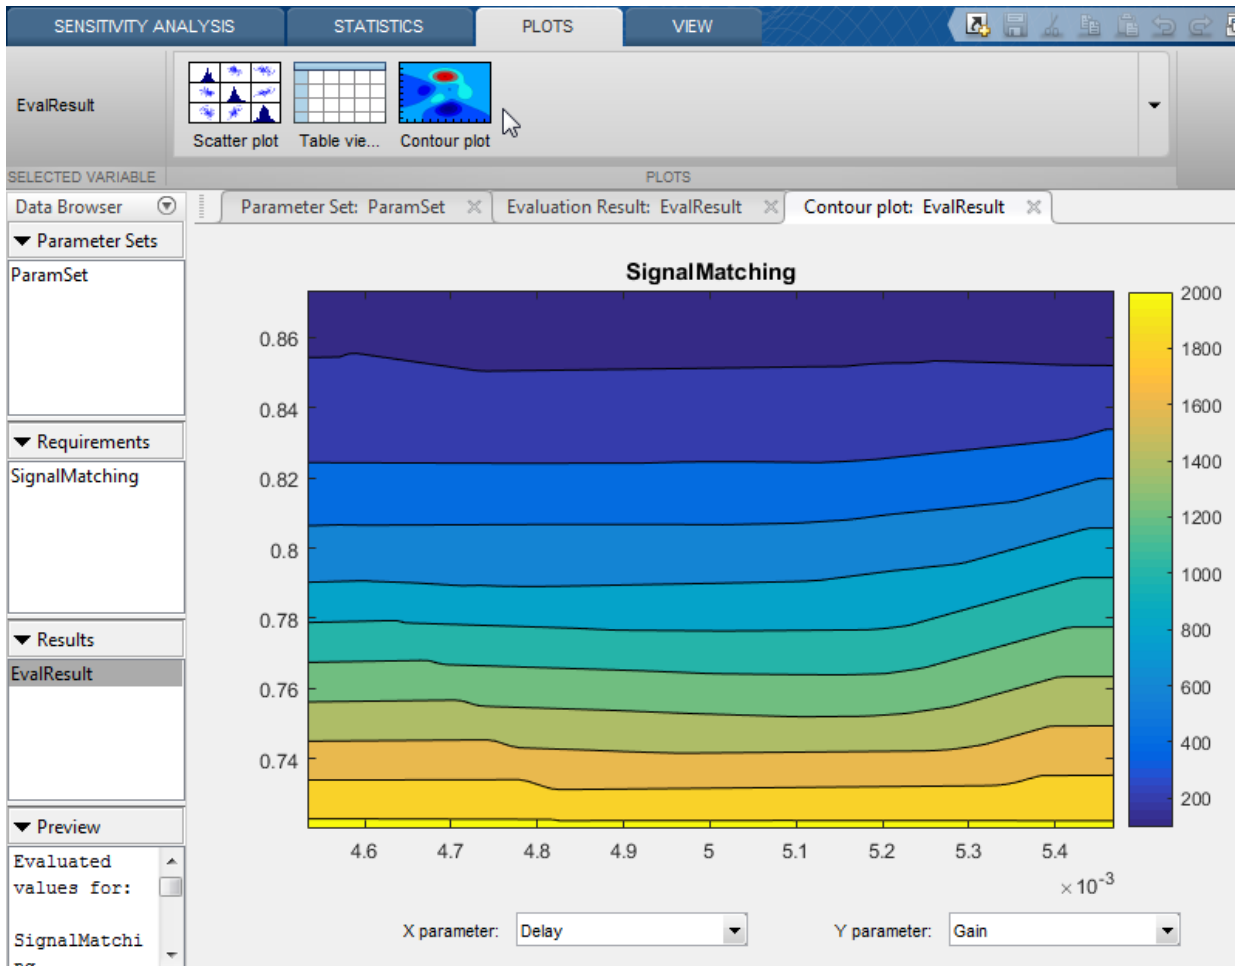 SENSITIVITY ANALYSIS STATISTICS PLOTS VIEW
EvalResult
Scatter plot Table vie... Contour plot
SELECTED VARIABLE PLOTS
Data Browser Parameter Set: ParamSet Evaluation Result: EvalResult Contour plot: EvalResult
Parameter Sets
ParamSet
Requirements
SignalMatching
Results
EvalResult
Preview
Evaluated
values for:
SignalMatchi
ng
SignalMatching
0.86
0.84
0.82
0.8
0.78
0.76
0.74
4.6 4.7 4.8 4.9 5 5.1 5.2 5.3 5.4
×10-3
2000
1800
1600
1400
1200
1000
800
600
400
200
X parameter: Delay Y parameter: Gain